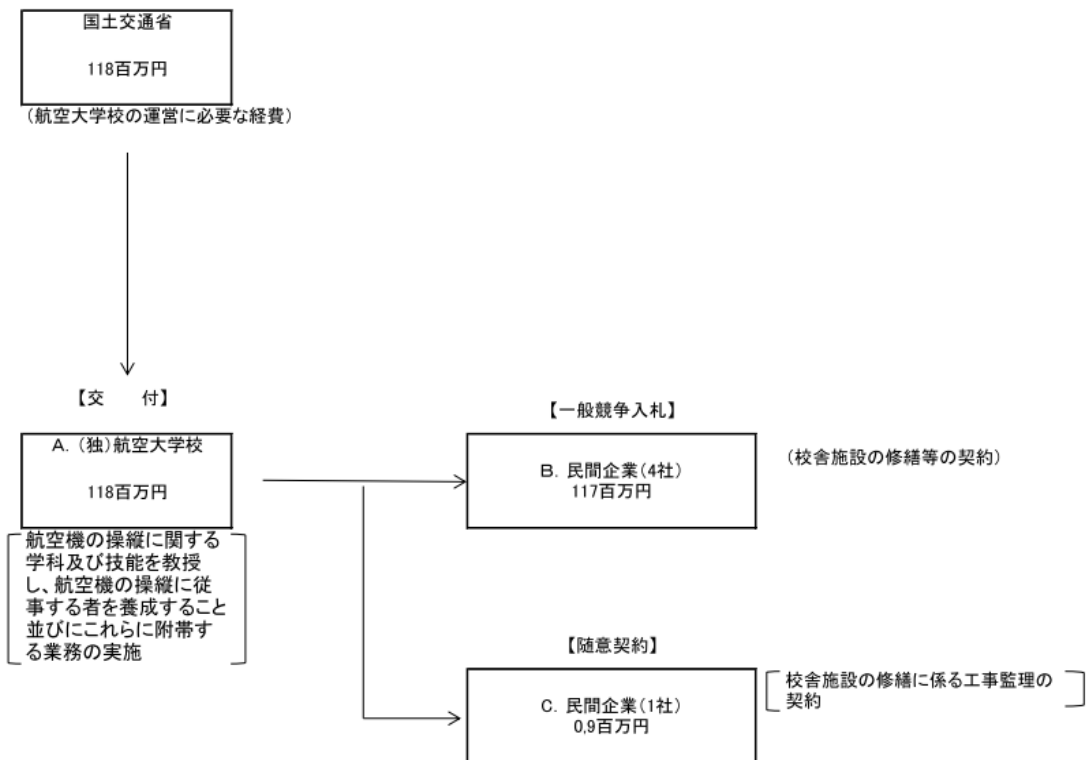 国土交通省
118百万円
(航空大学校の運営に必要な経費)
【交　　付】
A. (独)航空大学校
118百万円
航空機の操縦に関する
学科及び技能を教授
し、航空機の操縦に従
事する者を養成すること
並びにこれらに附帯す
る業務の実施
【一般競争入札】
B. 民間企業(4社)
117百万円
(校舎施設の修繕等の契約)
【随意契約】
C. 民間企業(1社)
0,9百万円
校舎施設の修繕に係る工事監理の
契約